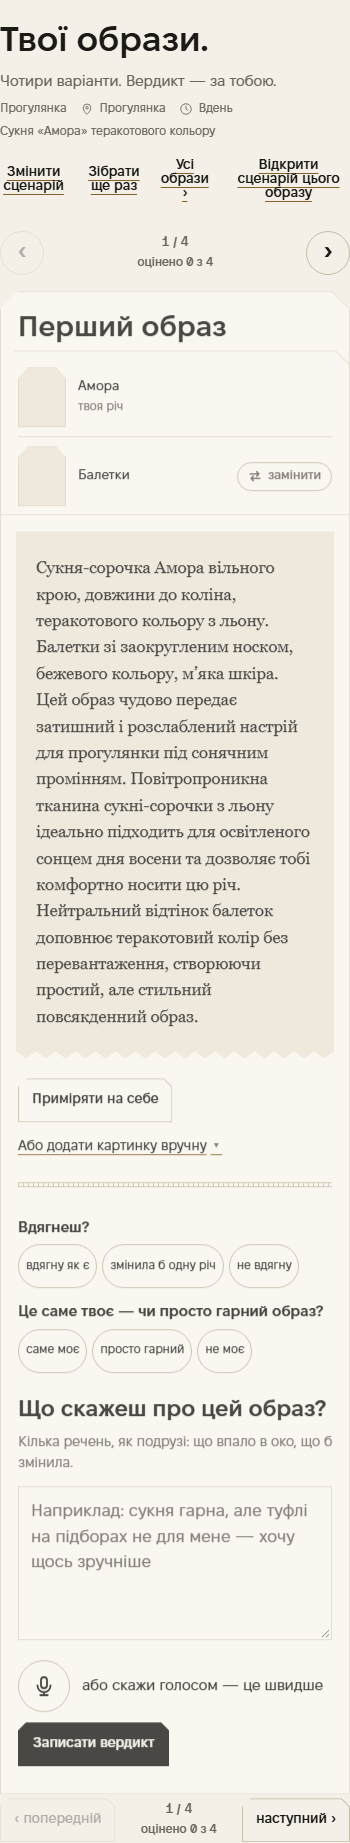 Твої образи.
Чотири варіанти. Вердикт — за тобою.
Прогулянка Прогулянка Вдень
Сукня «Амора» теракотового кольору
Змінити сценарій
Зібрати ще раз
Усі образи ›
Відкрити сценарій цього образу
‹ 1 / 4 ›
оцінено 0 з 4
Перший образ
Амора
твоя річ
Балетки
замінити
Сукня-сорочка Амора вільного
крою, довжини до коліна,
теракотового кольору з льону.
Балетки зі заокругленим носком,
бежевого кольору, м’яка шкіра.
Цей образ чудово передає
затишний і розслаблений настрій
для прогулянки під сонячним
промінням. Повітропроникна
тканина сукні-сорочки з льону
ідеально підходить для освітленого
сонцем дня восени та дозволяє тобі
комфортно носити цю річ.
Нейтральний відтінок балеток
доповнює теракотовий колір без
перевантаження, створюючи
простий, але стильний
повсякденний образ.
Приміряти на себе
Або додати картинку вручну
Вдягнеш?
вдягну як є змінила б одну річ не вдягну
Це саме твоє — чи просто гарний образ?
саме моє просто гарний не моє
Що скажеш про цей образ?
Кілька речень, як подрузі: що впало в око, що б
змінила.
Наприклад: сукня гарна, але туфлі
на підборах не для мене — хочу
щось зручніше
або скажи голосом — це швидше
Записати вердикт
‹ попередній 1 / 4 наступний ›
оцінено 0 з 4